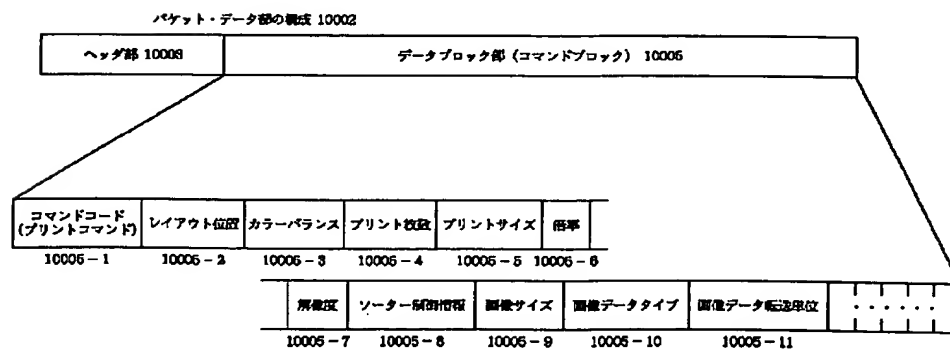 パケット・データ部の構成 10002
ヘッダ部 10003
データブロック部（コマンドブロック） 10005
コマンドコード
(プリントコマンド)
レイアウト位置
カラーバランス
プリント枚数
プリントサイズ
倍率
10005－1
10005－2
10005－3
10005－4
10005－5
10005－6
解像度
ソーター制御情報
画像サイズ
画像データタイプ
画像データ転送単位
10005－7
10005－8
10005－9
10005－10
10005－11